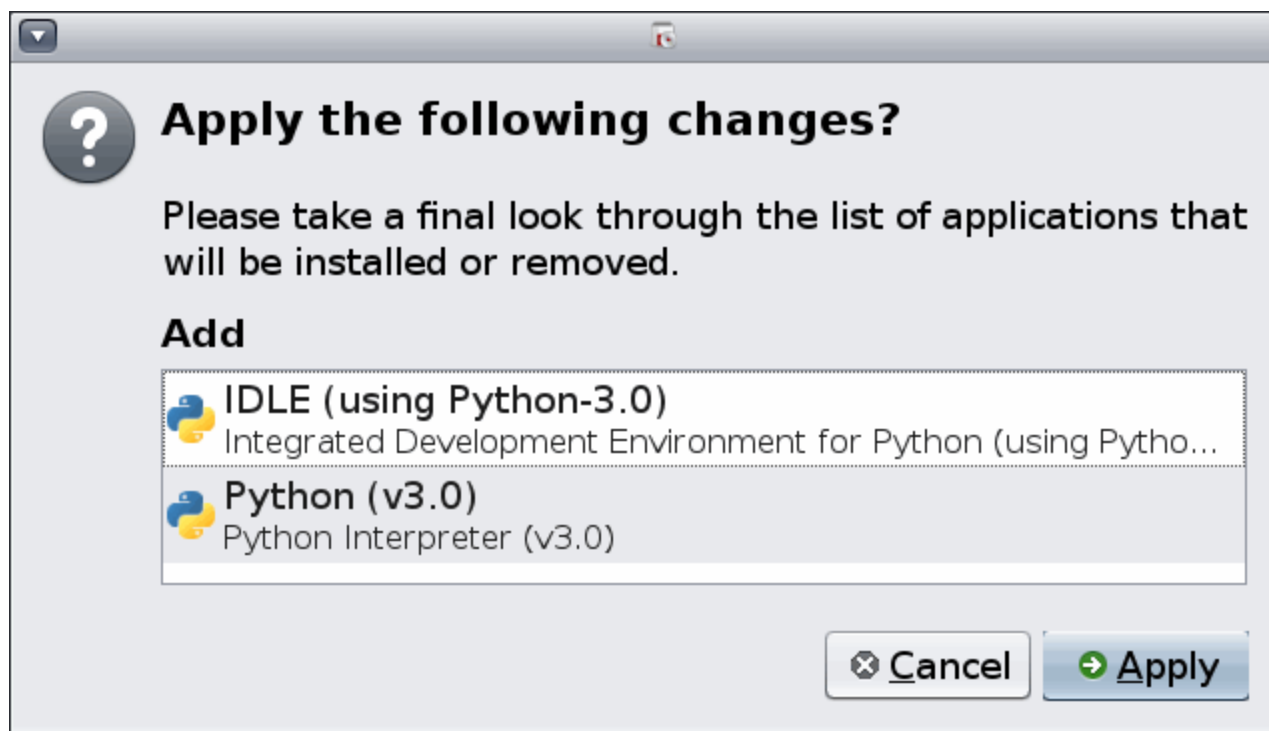 Apply the following changes?
Please take a final look through the list of applications that
will be installed or removed.
Add
IDLE (using Python-3.0)
Integrated Development Environment for Python (using Pytho...
Python (v3.0)
Python Interpreter (v3.0)
Cancel
Apply